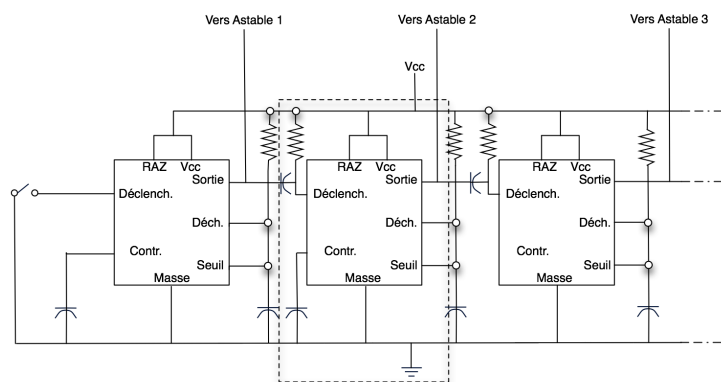 Vers Astable 1
Vers Astable 2
Vers Astable 3
Vcc
RAZ Vcc
Sortie
Déclench.
Déch.
Contr.
Seuil
Masse
RAZ Vcc
Sortie
Déclench.
Déch.
Contr.
Seuil
Masse
RAZ Vcc
Sortie
Déclench.
Déch.
Contr.
Seuil
Masse